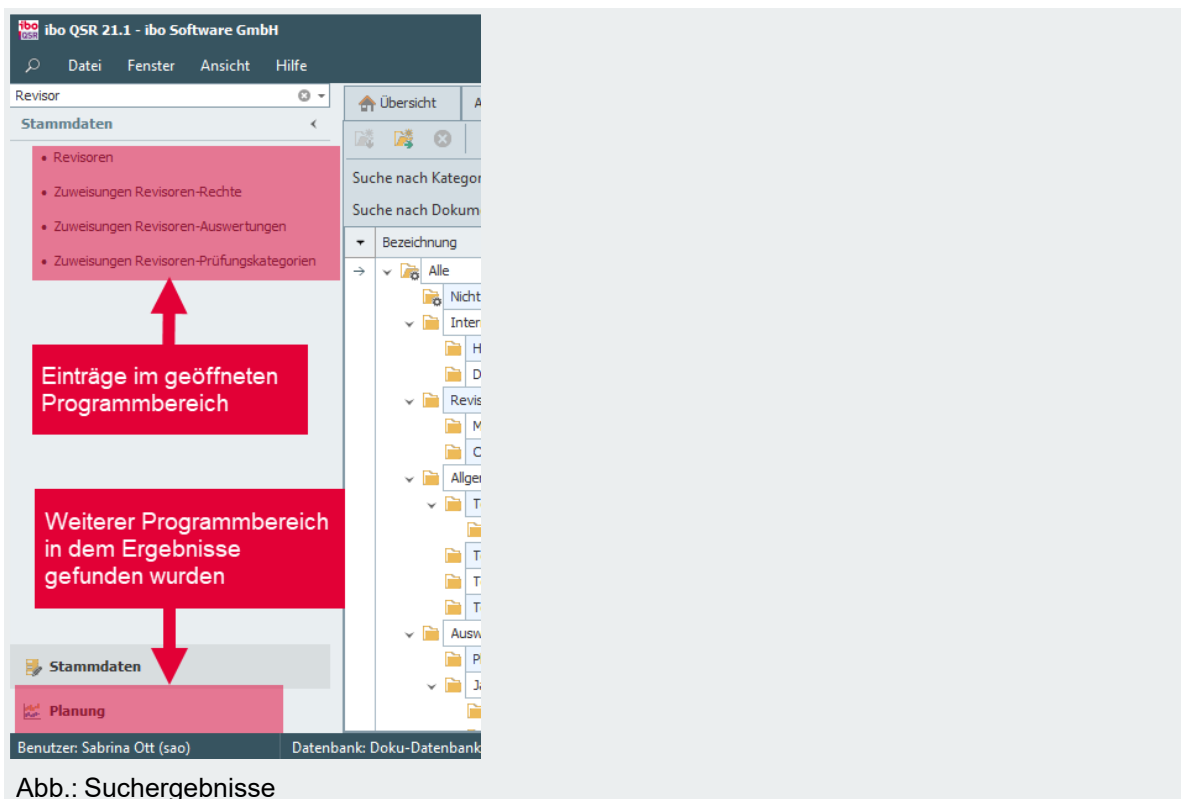 ibo QSR 21.1 - ibo Software GmbH
Datei Fenster Ansicht Hilfe
Revisor
Stammdaten
• Revisoren
• Zuweisungen Revisoren-Rechte
• Zuweisungen Revisoren-Auswertungen
• Zuweisungen Revisoren-Prüfungskategorien
Einträge im geöffneten
Programmbereich
Weiterer Programmbereich
in dem Ergebnisse
gefunden wurden
Stammdaten
Planung
Übersicht A
Suche nach Kategor
Suche nach Dokume
Bezeichnung
Alle
Nicht
Inter
H
D
Revis
M
Allge
T
T
T
T
Ausw
P
Ja
Benutzer: Sabrina Ott (sao) Datenbank: Doku-Datenbank
Abb.: Suchergebnisse